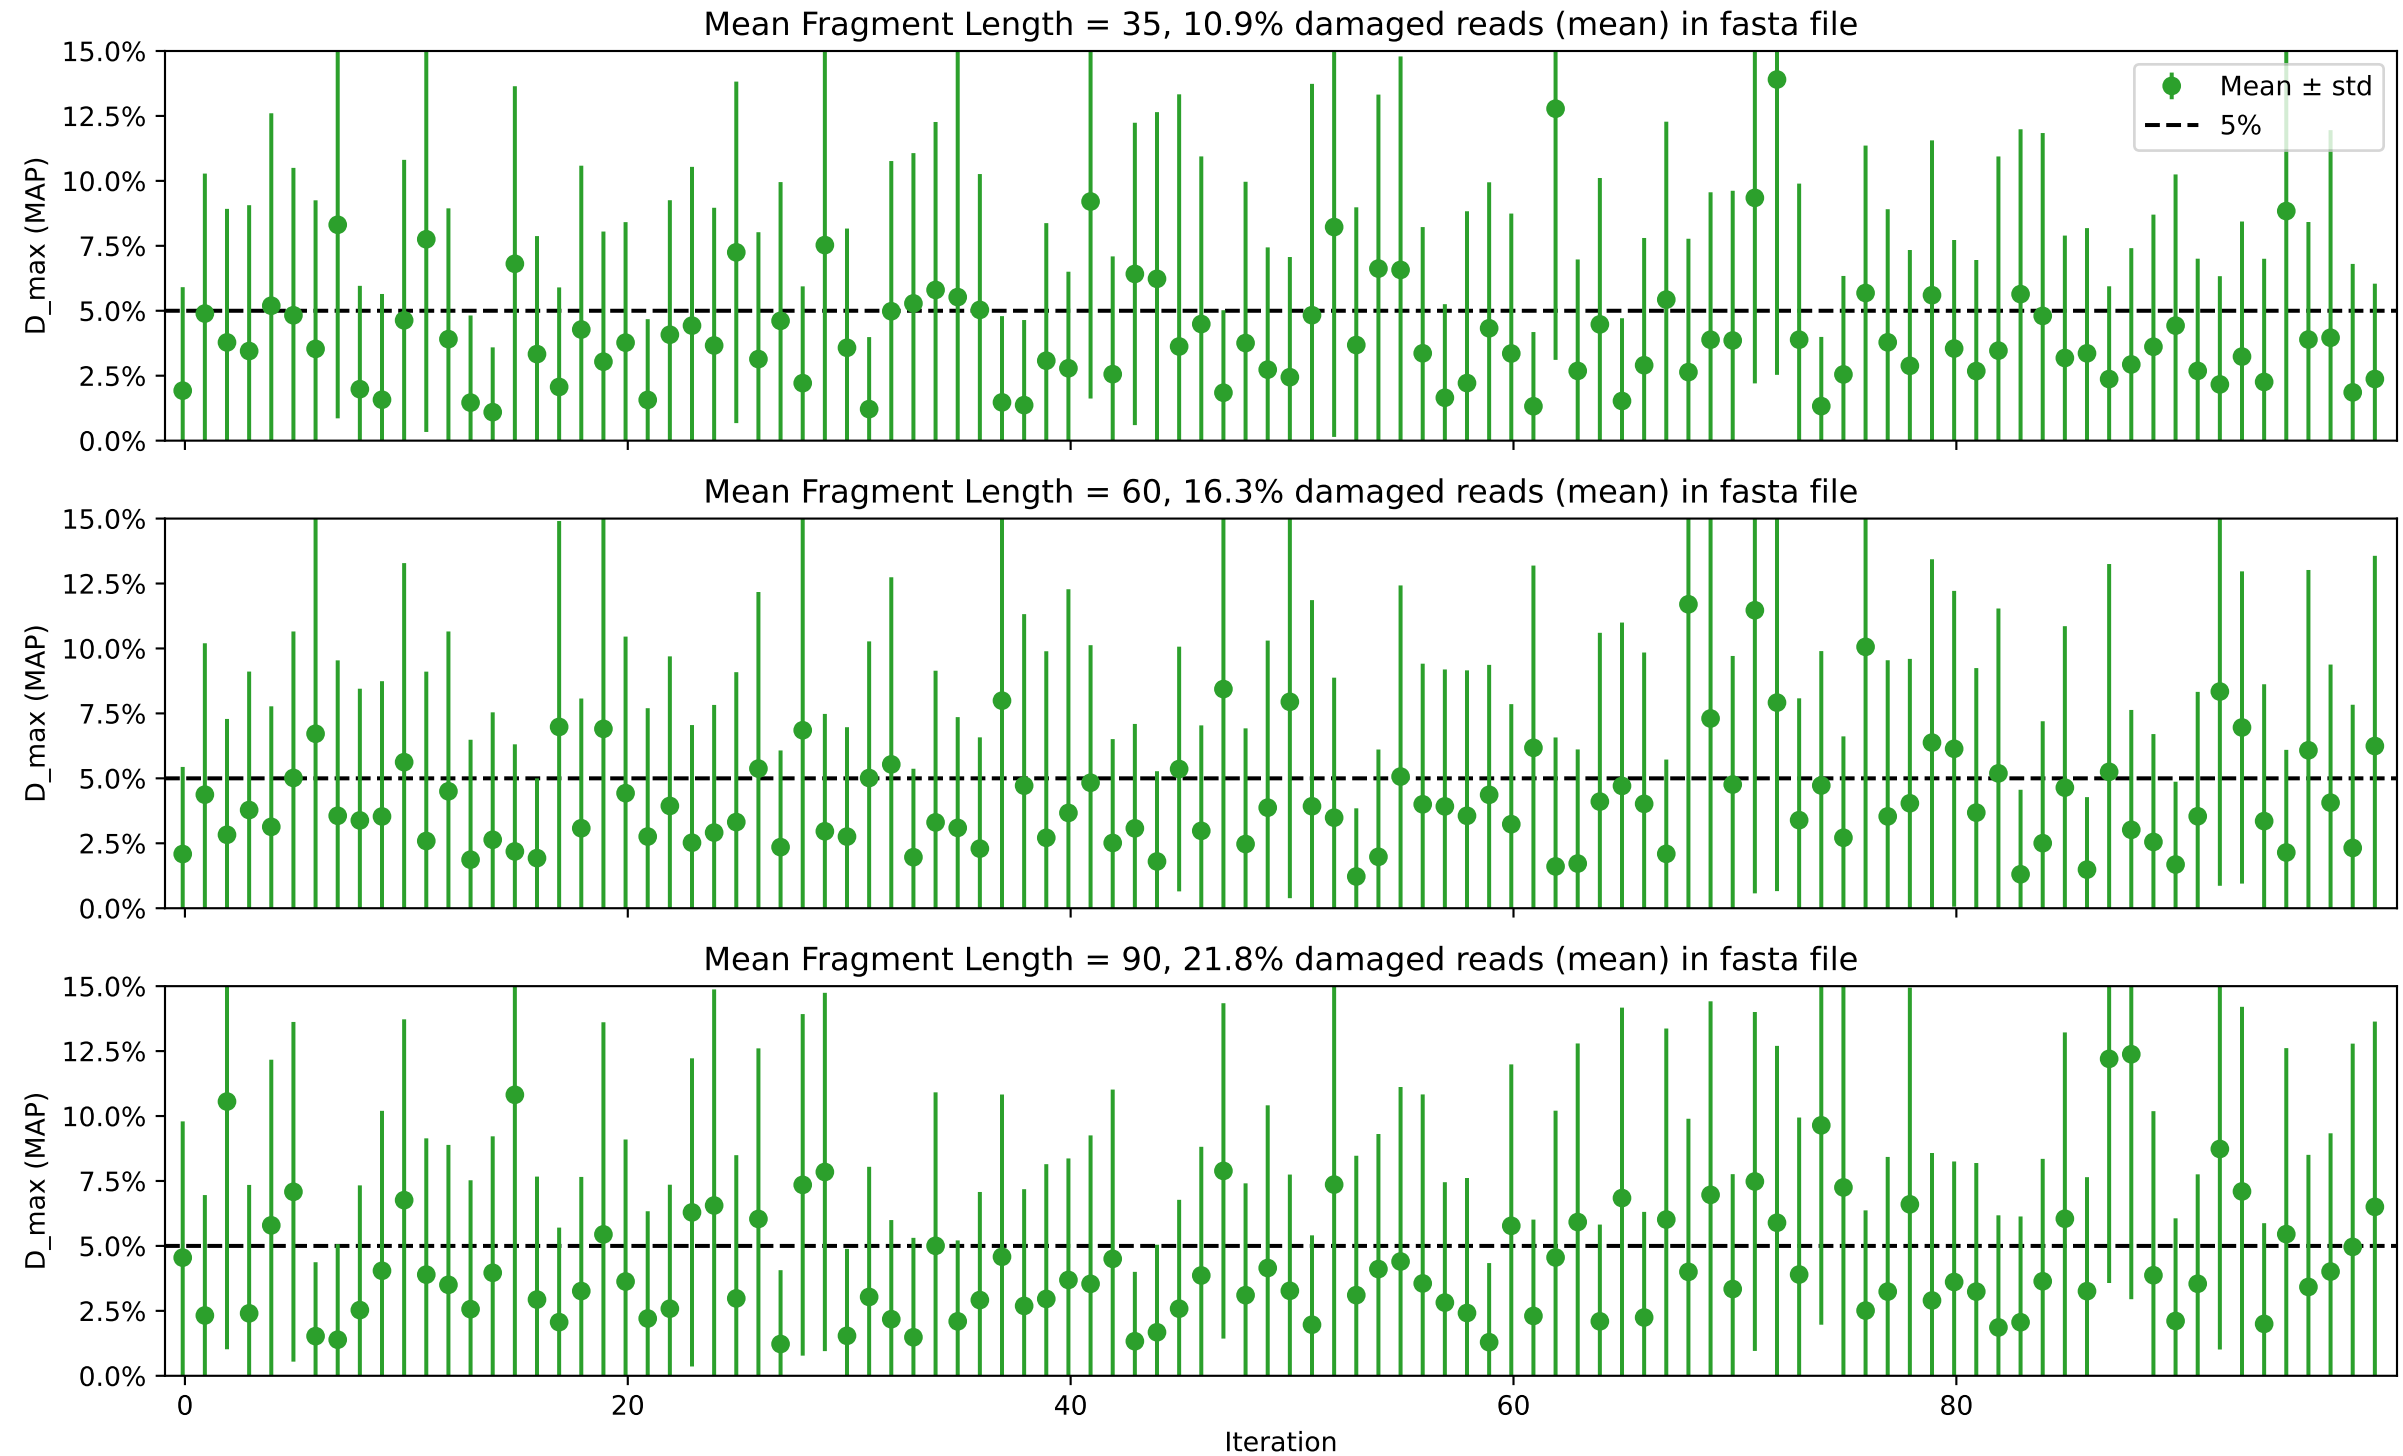 Mean Fragment Length = 35, 10.9% damaged reads (mean) in fasta file
15.0%
12.5%
10.0%
7.5%
5.0%
2.5%
0.0%
D_max (MAP)
Mean ± std
5%
Mean Fragment Length = 60, 16.3% damaged reads (mean) in fasta file
15.0%
12.5%
10.0%
7.5%
5.0%
2.5%
0.0%
D_max (MAP)
Mean Fragment Length = 90, 21.8% damaged reads (mean) in fasta file
15.0%
12.5%
10.0%
7.5%
5.0%
2.5%
0.0%
D_max (MAP)
0 20 40 60 80
Iteration